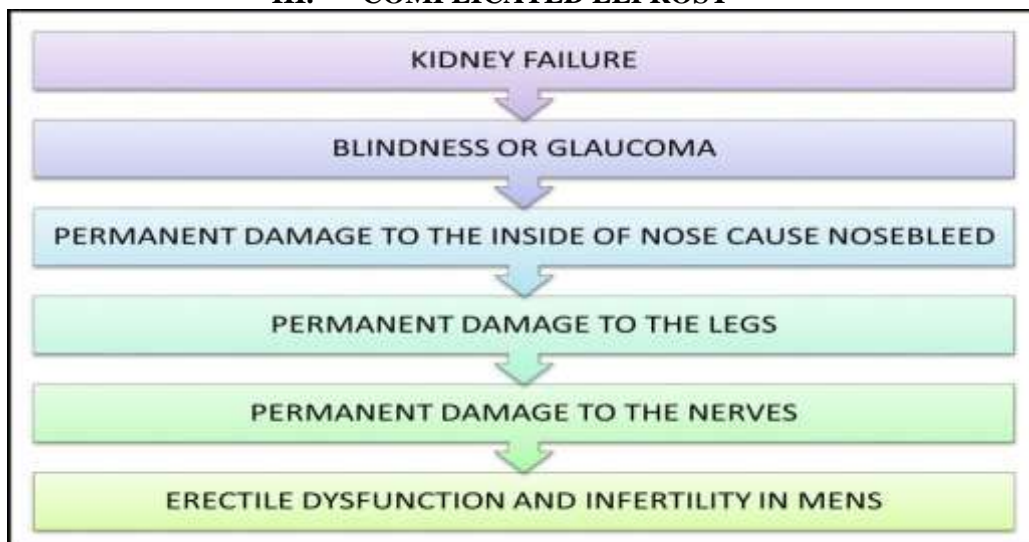 III. COMPLICATED LEPROSY
KIDNEY FAILURE
BLINDNESS OR GLAUCOMA
PERMANENT DAMAGE TO THE INSIDE OF NOSE CAUSE NOSEBLEED
PERMANENT DAMAGE TO THE LEGS
PERMANENT DAMAGE TO THE NERVES
ERECTILE DYSFUNCTION AND INFERTILITY IN MENS